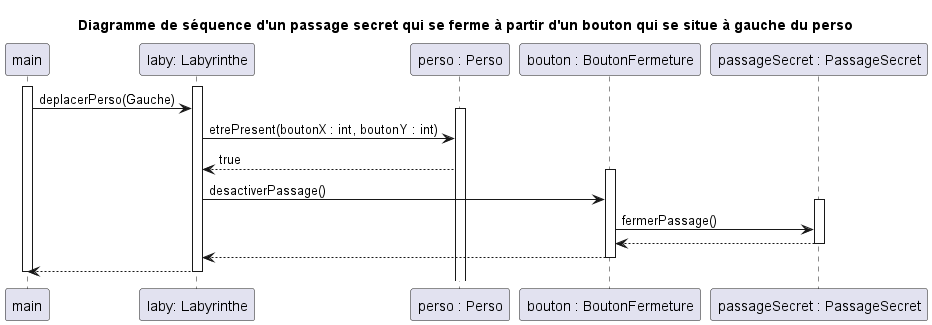 Diagramme de séquence d'un passage secret qui se ferme à partir d'un bouton qui se situe à gauche du perso
main laby: Labyrinthe perso : Perso bouton : BoutonFermeture passageSecret : PassageSecret
deplacerPerso(Gauche)
etrePresent(boutonX : int, boutonY : int)
true
desactiverPassage()
fermerPassage()
main laby: Labyrinthe perso : Perso bouton : BoutonFermeture passageSecret : PassageSecret